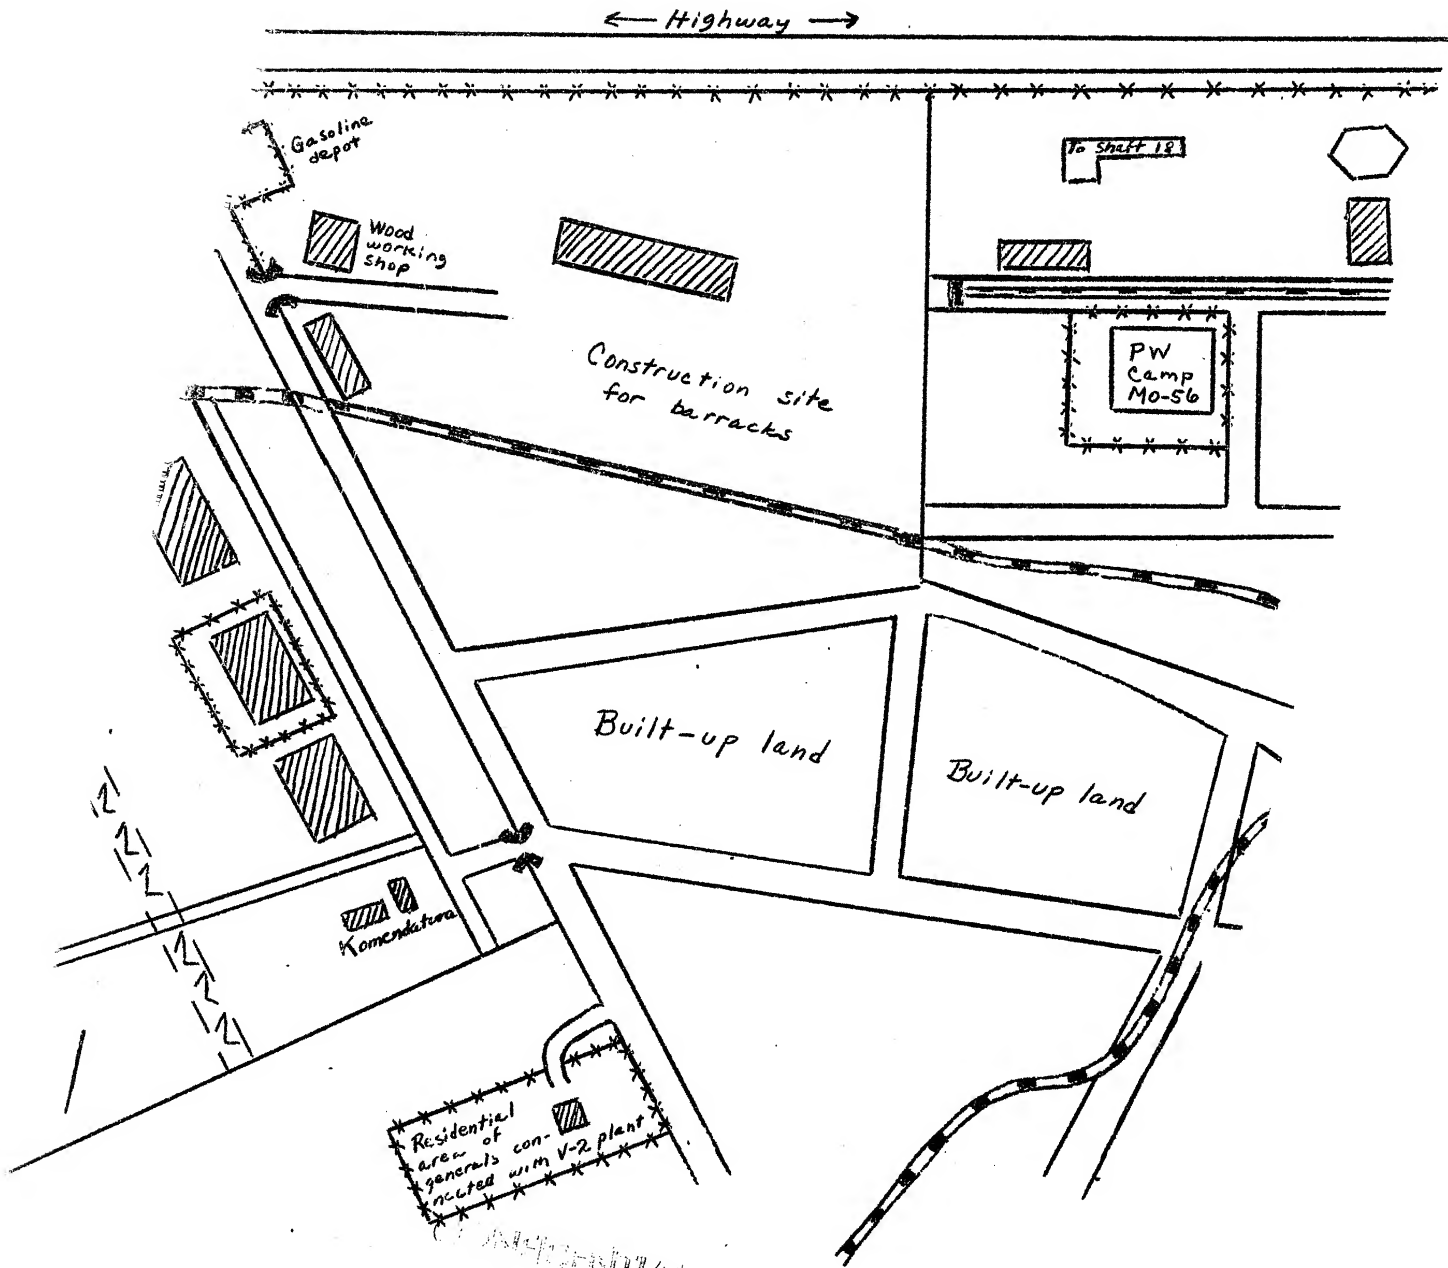 ← Highway →
Gasoline
depot
To Shaft 18
Wood
working
shop
PW
Camp
MO-56
Construction site
for barracks
Built-up land
Built-up land
Komendatura
Residential
area of
generals con-
nected with V-2 plant